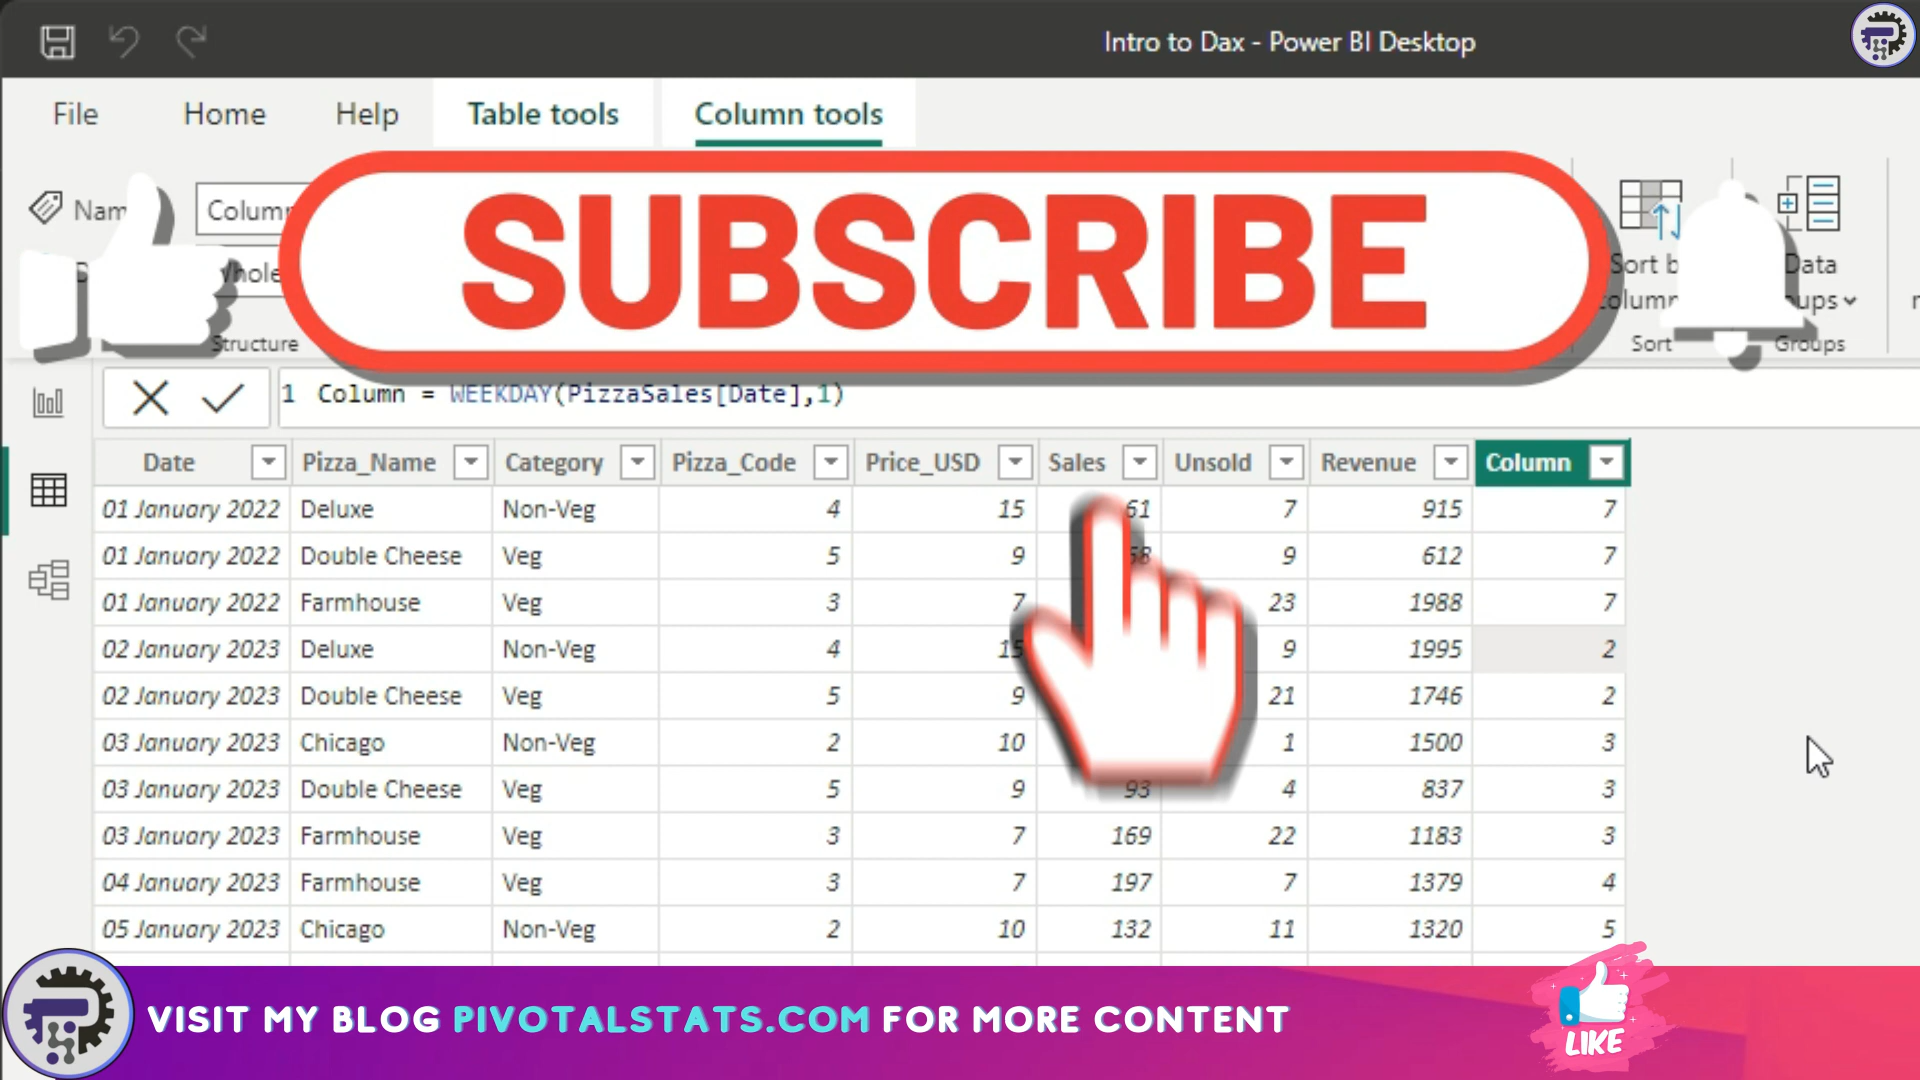 Intro to Dax - Power BI Desktop
File Home Help Table tools Column tools
SUBSCRIBE
Structure
Sort
Groups
1 Column = WEEKDAY(PizzaSales[Date],1)
Date Pizza_Name Category Pizza_Code Price_USD Sales Unsold Revenue Column
01 January 2022 Deluxe Non-Veg 4 15 61 7 915 7
01 January 2022 Double Cheese Veg 5 9 68 9 612 7
01 January 2022 Farmhouse Veg 3 7 23 1988 7
02 January 2023 Deluxe Non-Veg 4 15 9 1995 2
02 January 2023 Double Cheese Veg 5 9 21 1746 2
03 January 2023 Chicago Non-Veg 2 10 1 1500 3
03 January 2023 Double Cheese Veg 5 9 93 4 837 3
03 January 2023 Farmhouse Veg 3 7 169 22 1183 3
04 January 2023 Farmhouse Veg 3 7 197 7 1379 4
05 January 2023 Chicago Non-Veg 2 10 132 11 1320 5
VISIT MY BLOG PIVOTALSTATS.COM FOR MORE CONTENT
LIKE